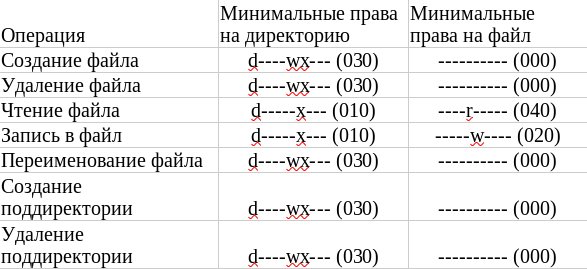 Минимальные права Минимальные
Операция на директорию права на файл
Создание файла d----wx--- (030) ---------- (000)
Удаление файла d----wx--- (030) ---------- (000)
Чтение файла d-----x--- (010) ----r----- (040)
Запись в файл d-----x--- (010) -----w---- (020)
Переименование файла d----wx--- (030) ---------- (000)
Создание
поддиректории d----wx--- (030) ---------- (000)
Удаление
поддиректории d----wx--- (030) ---------- (000)